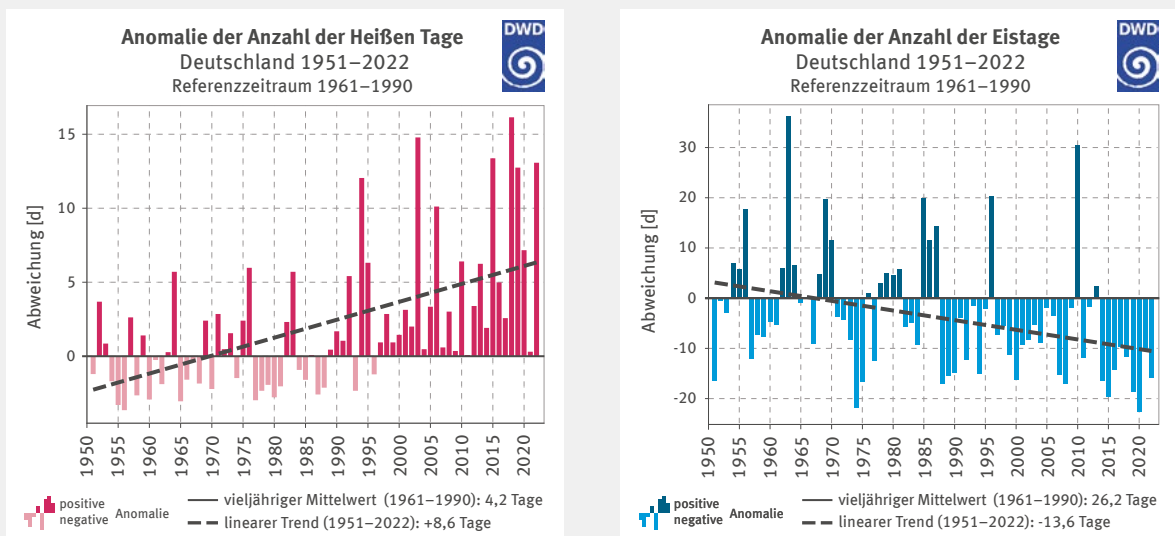 Anomalie der Anzahl der Heißen Tage
Deutschland 1951–2022
Referenzzeitraum 1961–1990
DWD
Abweichung [d]
15
10
5
0
1950 1955 1960 1965 1970 1975 1980 1985 1990 1995 2000 2005 2010 2015 2020
positive
negative Anomalie
vieljähriger Mittelwert (1961–1990): 4,2 Tage
linearer Trend (1951–2022): +8,6 Tage
Anomalie der Anzahl der Eistage
Deutschland 1951–2022
Referenzzeitraum 1961–1990
DWD
Abweichung [d]
30
20
10
0
-10
-20
1950 1955 1960 1965 1970 1975 1980 1985 1990 1995 2000 2005 2010 2015 2020
positive
negative Anomalie
vieljähriger Mittelwert (1961–1990): 26,2 Tage
linearer Trend (1951–2022): -13,6 Tage